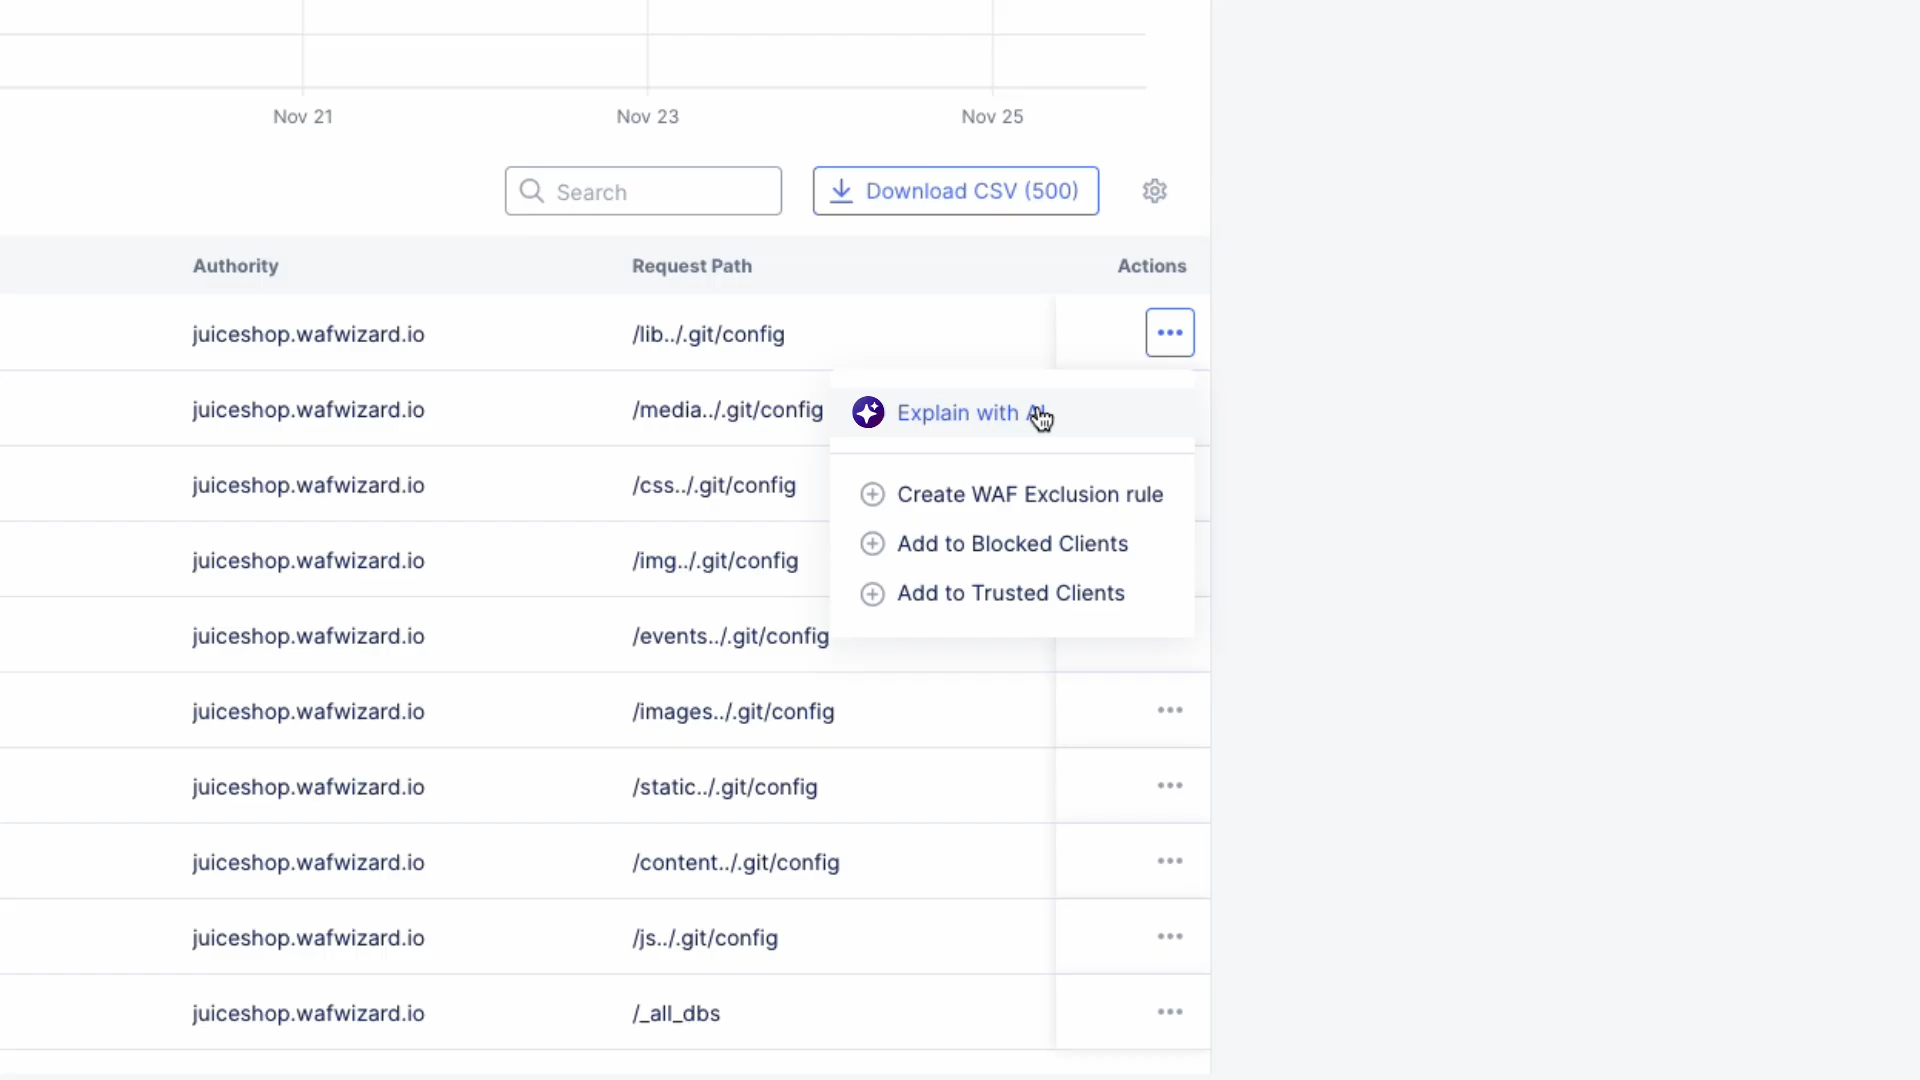 Nov 21 Nov 23 Nov 25
Search Download CSV (500)
Authority Request Path Actions
juiceshop.wafwizard.io /lib../.git/config
juiceshop.wafwizard.io /media../.git/config
Explain with AI
juiceshop.wafwizard.io /css../.git/config
Create WAF Exclusion rule
Add to Blocked Clients
juiceshop.wafwizard.io /img../.git/config
Add to Trusted Clients
juiceshop.wafwizard.io /events../.git/config
juiceshop.wafwizard.io /images../.git/config
juiceshop.wafwizard.io /static../.git/config
juiceshop.wafwizard.io /content../.git/config
juiceshop.wafwizard.io /js../.git/config
juiceshop.wafwizard.io /_all_dbs